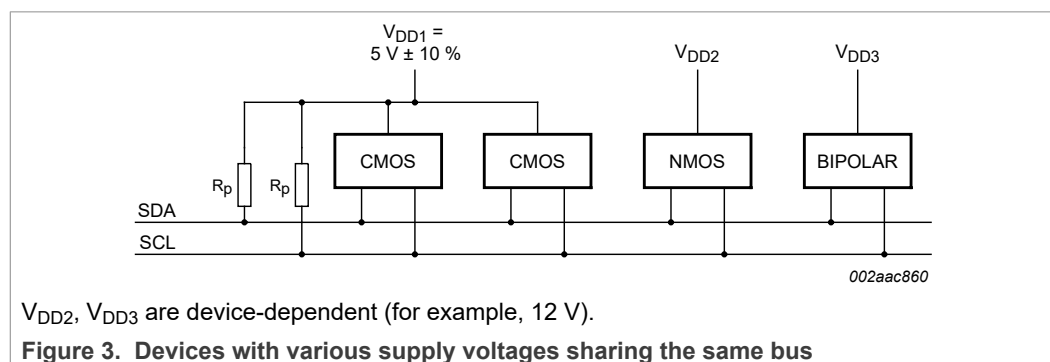 VDD1 =
5 V ± 10 %
VDD2
VDD3
CMOS
CMOS
NMOS
BIPOLAR
Rp
Rp
SDA
SCL
002aac860
VDD2, VDD3 are device-dependent (for example, 12 V).
Figure 3. Devices with various supply voltages sharing the same bus